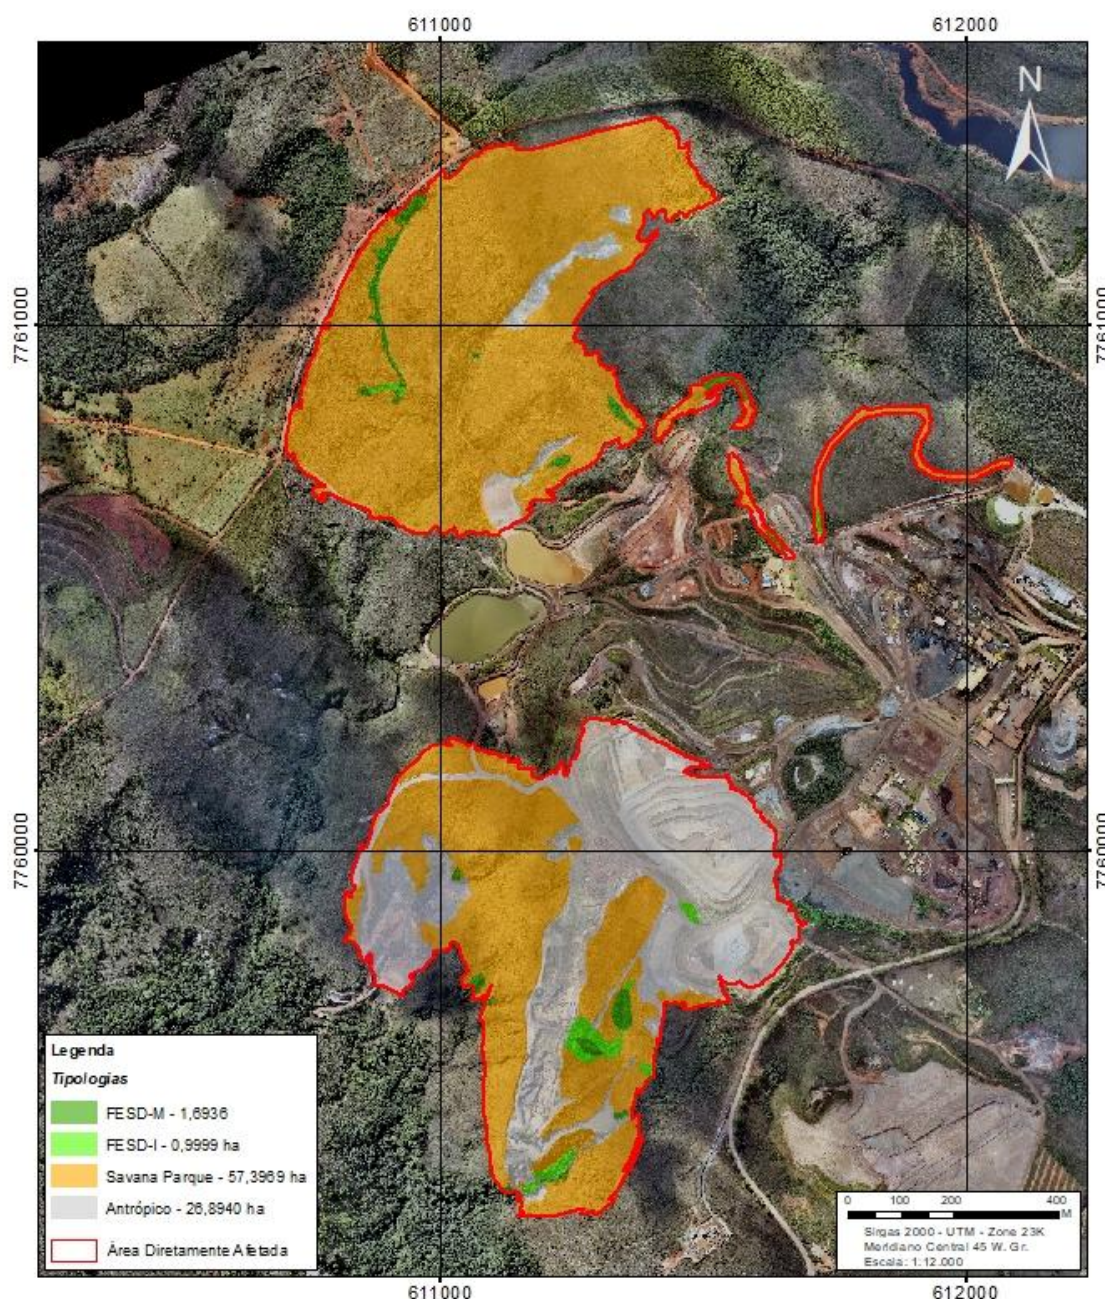 611000
612000
N
7761000
7761000
7760000
7760000
Legenda
Tipologias
FESD-M - 1,6936
FESD-I - 0,9999 ha
Savana Parque - 57,3969 ha
Antrópico - 26,8940 ha
Área Diretamente Afetada
0 100 200 400
M
Sirgas 2000 - UTM - Zone 23K
Meridiano Central 45 W. Gr.
Escala: 1:12.000
611000
612000